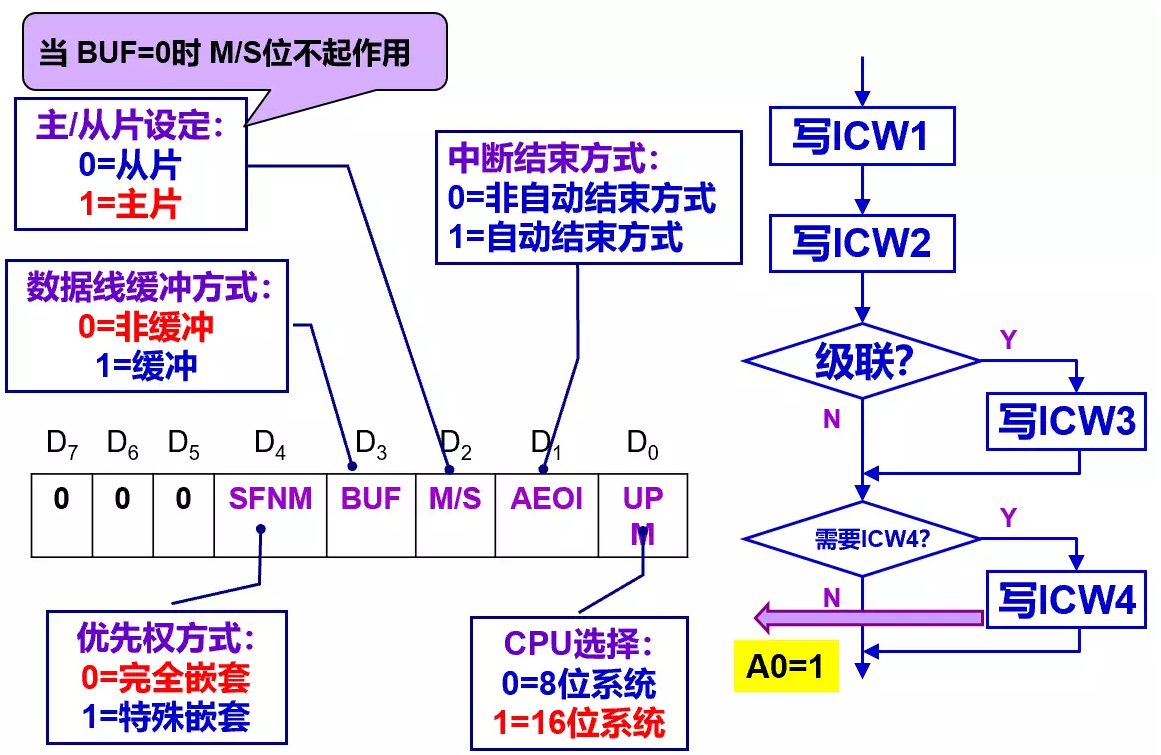 当 BUF=0时 M/S位不起作用
主/从片设定:
0=从片
1=主片
中断结束方式:
0=非自动结束方式
1=自动结束方式
数据线缓冲方式:
0=非缓冲
1=缓冲
D7 D6 D5 D4 D3 D2 D1 D0
0 0 0 SFNM BUF M/S AEOI UP
M
优先权方式:
0=完全嵌套
1=特殊嵌套
CPU选择:
0=8位系统
1=16位系统
写ICW1
写ICW2
级联?
Y
写ICW3
N
需要ICW4?
Y
写ICW4
N
A0=1